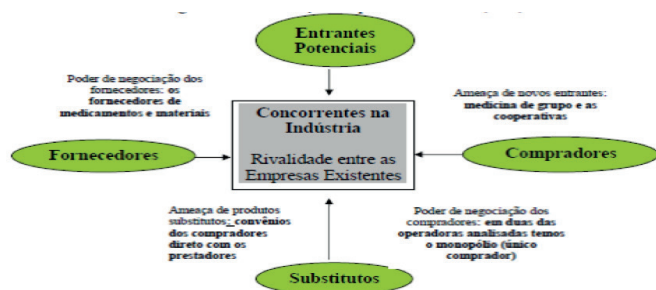 Entrantes
Potenciais
Poder de negociação dos
fornecedores: os
fornecedores de
medicamentos e materiais
Ameaça de novos entrantes:
medicina de grupo e as
cooperativas
Concorrentes na
Indústria
Rivalidade entre as
Empresas Existentes
Fornecedores
Compradores
Ameaça de produtos
substitutos: convênios
dos compradores
direto com os
prestadores
Poder de negociação dos
compradores: em duas das
operadoras analisadas temos
o monopólio (único
comprador)
Substitutos